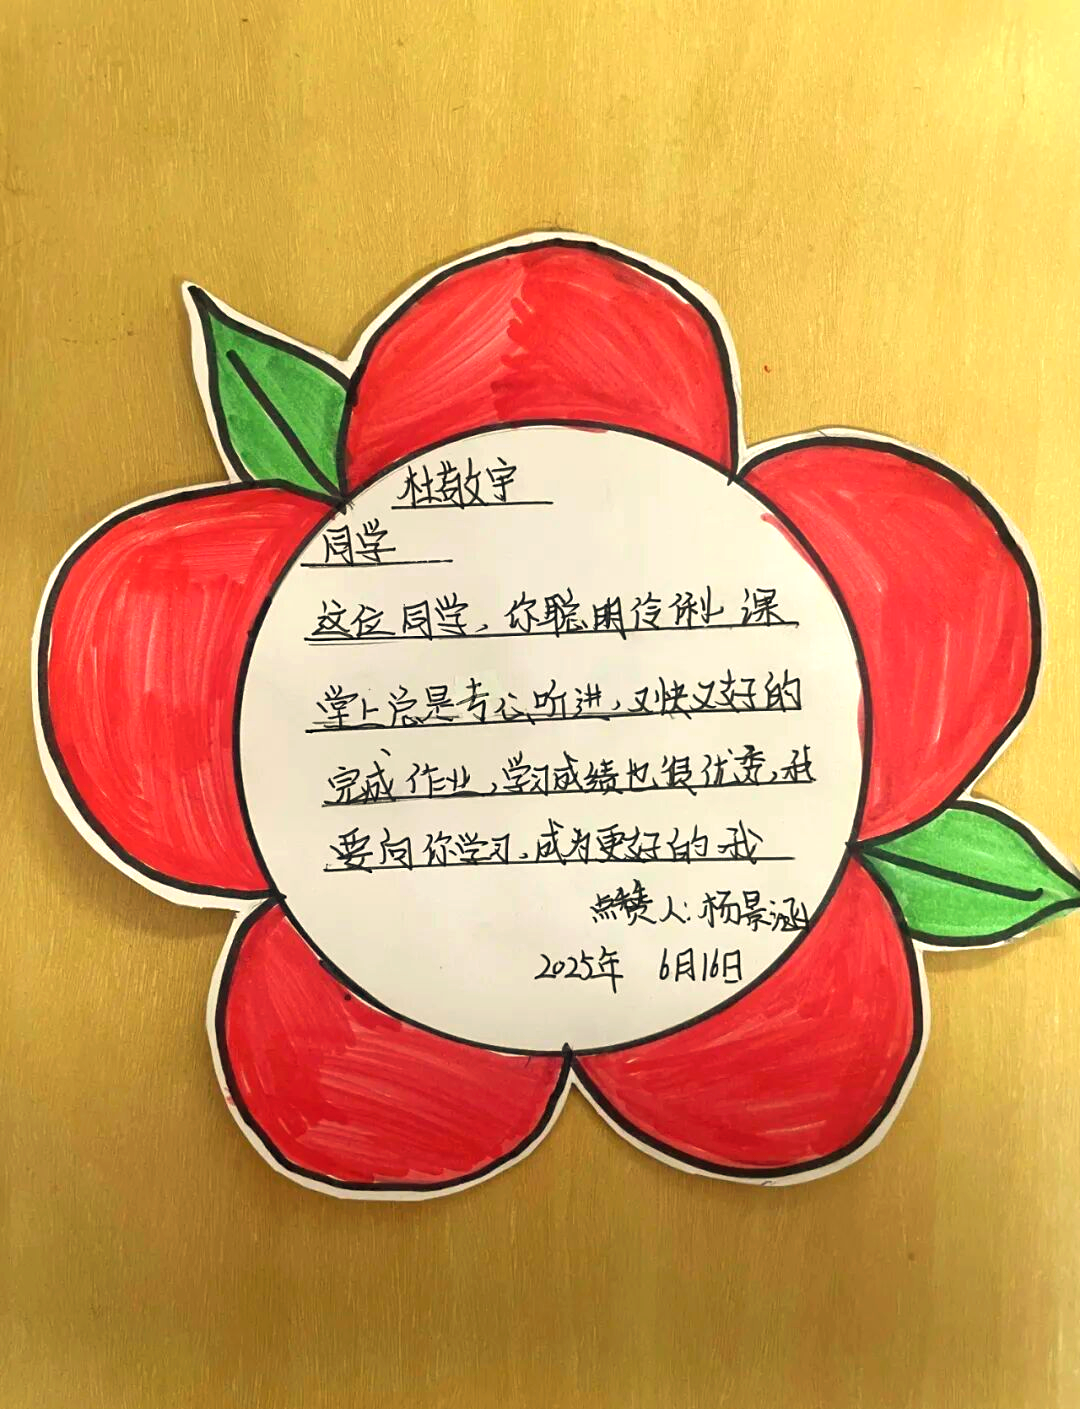 杜敬宇
同学
这位同学，你聪明伶俐 课
堂上总是专心听进，又快又好的
完成作业，学习成绩也很优秀，我
要向你学习，成为更好的我
点赞人：杨景涵
2025年 6月16日